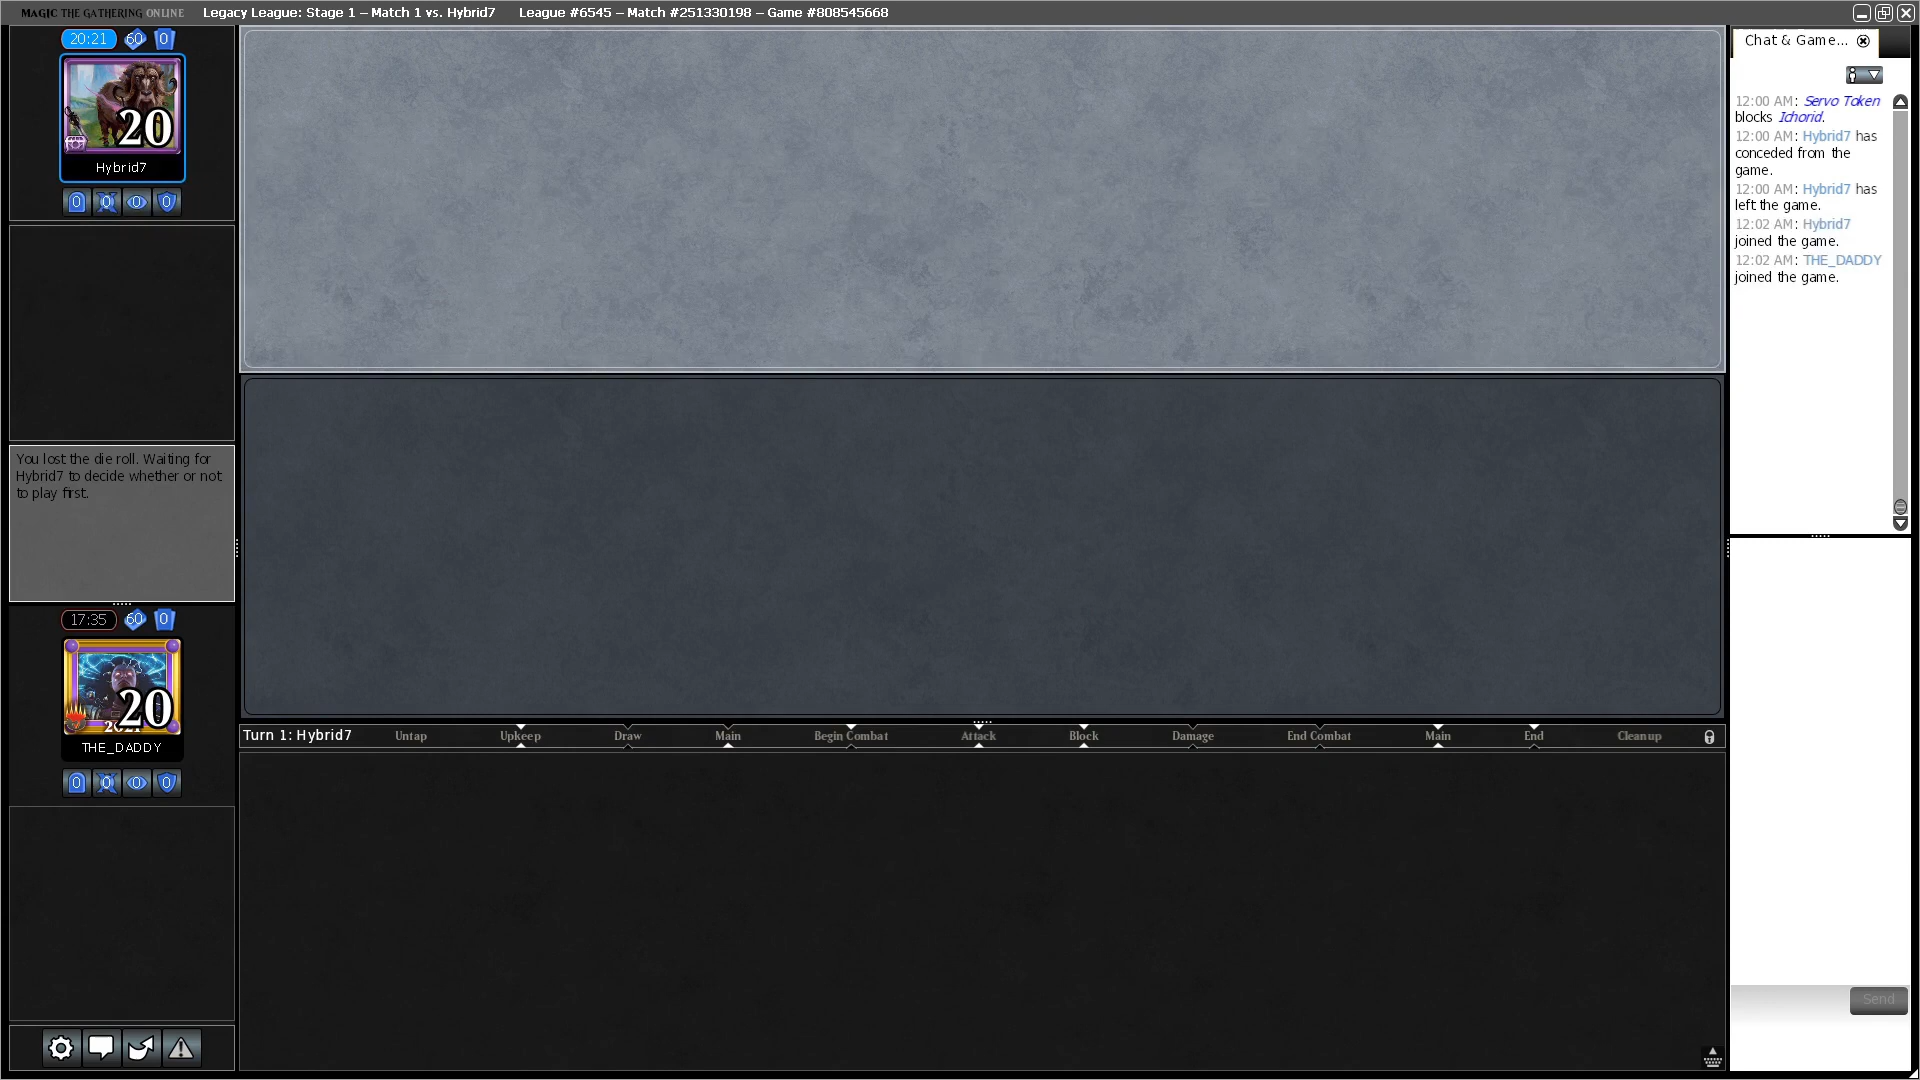 MAGIC THE GATHERING ONLINE
Legacy League: Stage 1 – Match 1 vs. Hybrid7 League #6545 – Match #251330198 – Game #808545668
20:21 60 0
20
Hybrid7
0 0 0 0
You lost the die roll. Waiting for
Hybrid7 to decide whether or not
to play first.
17:35 60 0
20
2021
THE_DADDY
0 0 0 0
Turn 1: Hybrid7 Untap Upkeep Draw Main Begin Combat Attack Block Damage End Combat Main End Cleanup
Chat & Game...
12:00 AM: Servo Token
blocks Ichorid.
12:00 AM: Hybrid7 has
conceded from the
game.
12:00 AM: Hybrid7 has
left the game.
12:02 AM: Hybrid7
joined the game.
12:02 AM: THE_DADDY
joined the game.
Send